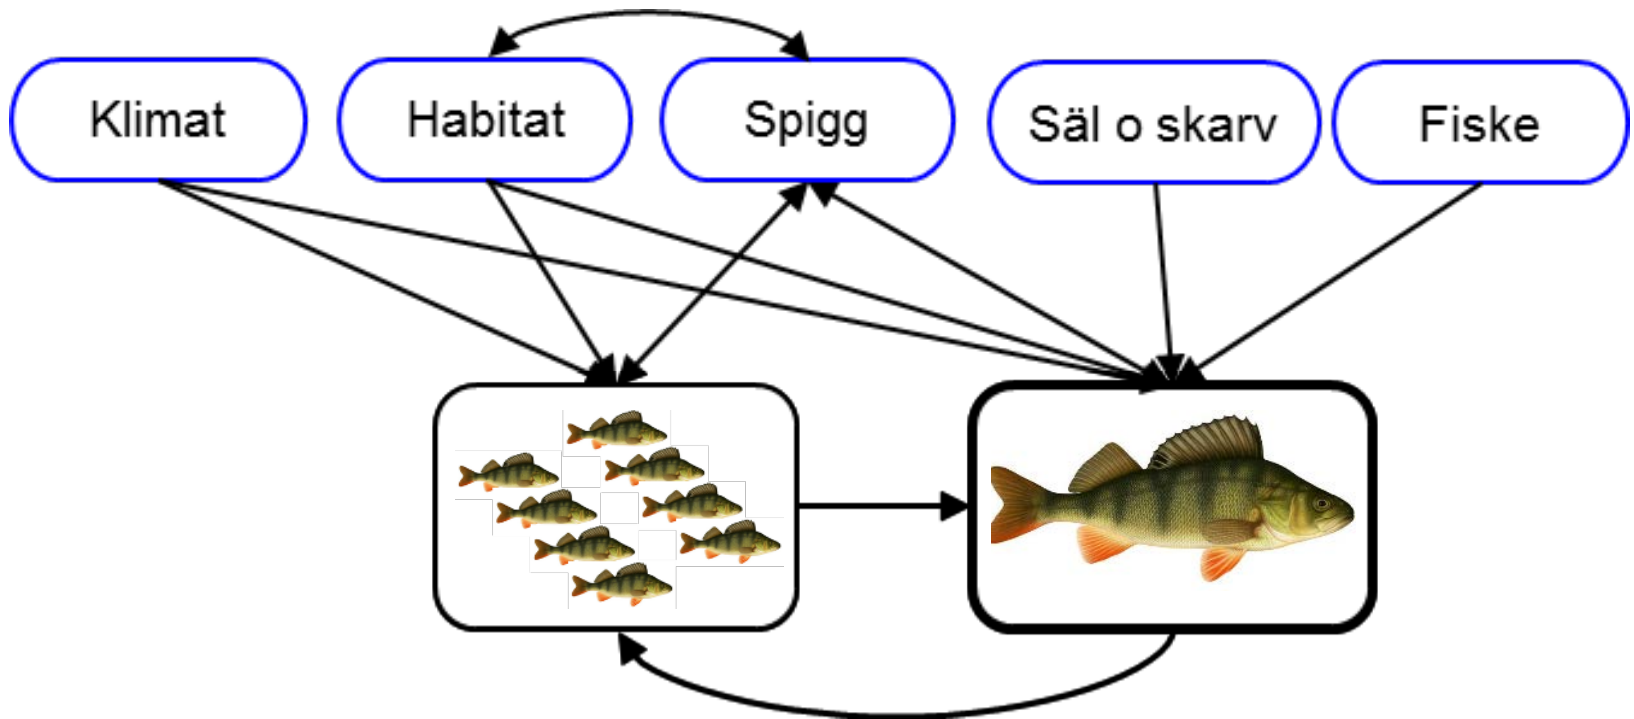 Klimat
Habitat
Spigg
Säl o skarv
Fiske